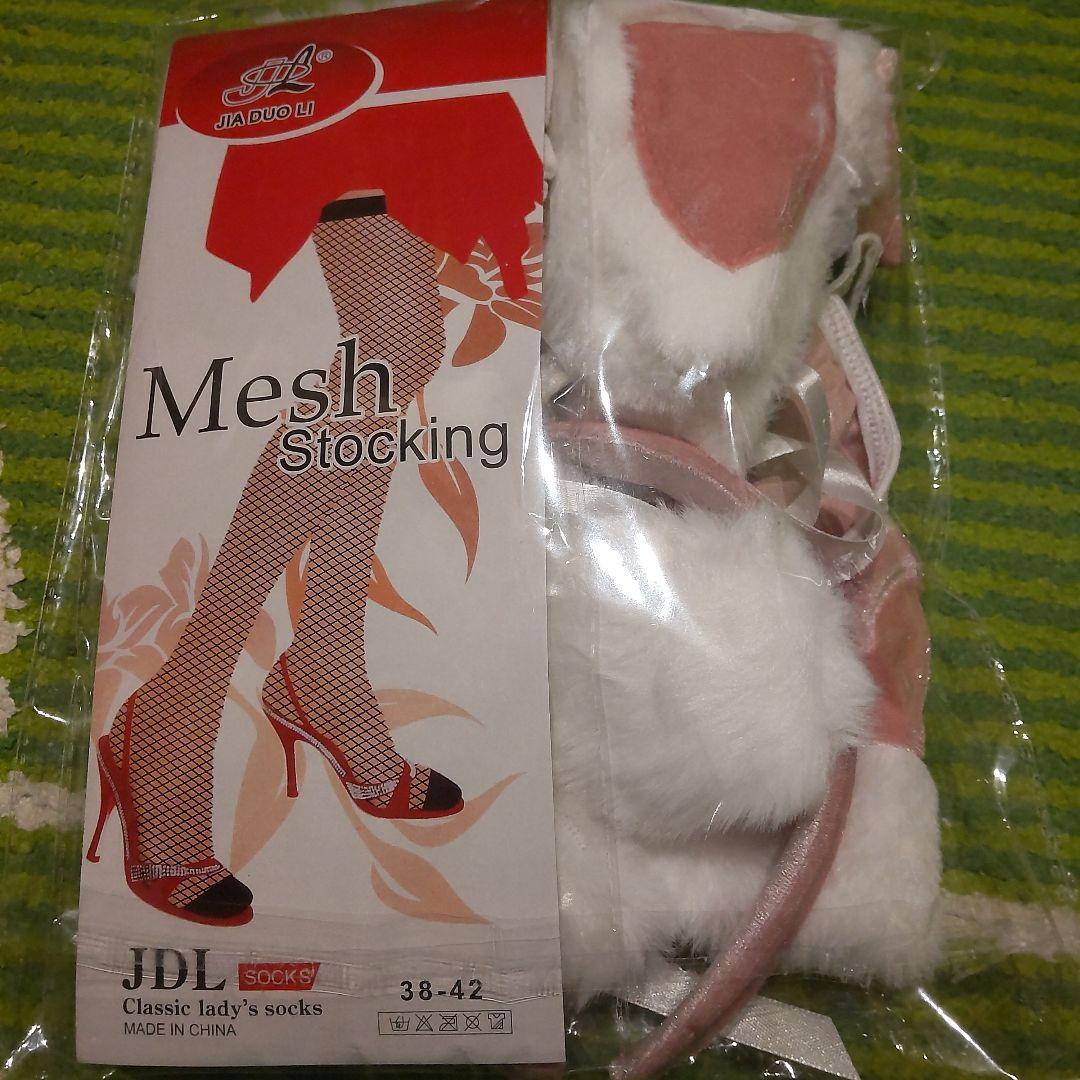 JDL®
JIA DUO LI
Mesh
Stocking
JDL SOCKS
Classic lady's socks
MADE IN CHINA
38-42